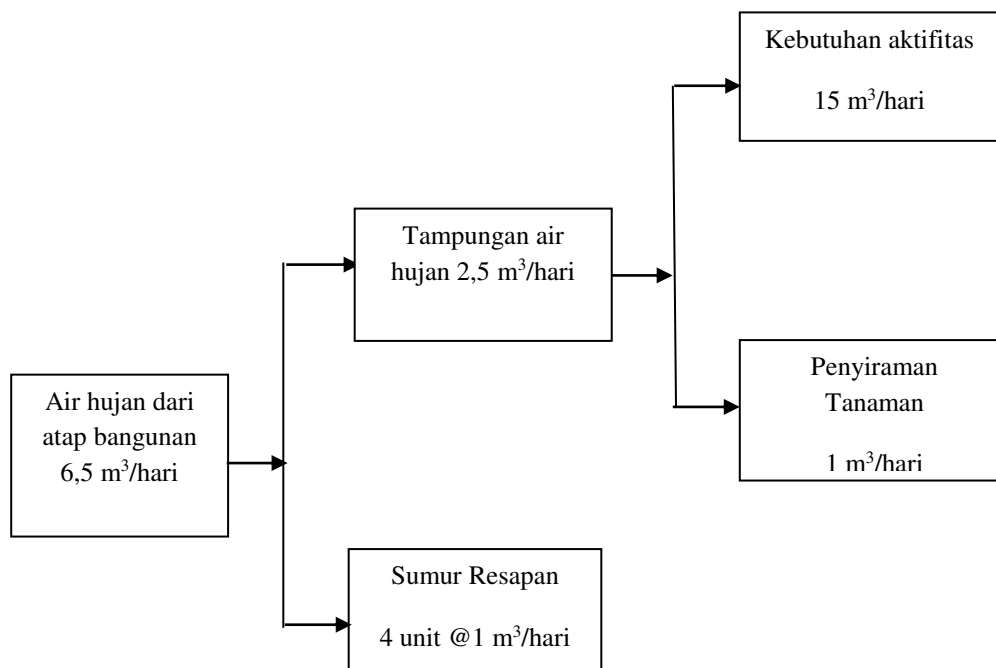 Kebutuhan aktifitas
15 m³/hari
Tampungan air
hujan 2,5 m³/hari
Penyiraman
Tanaman
1 m³/hari
Air hujan dari
atap bangunan
6,5 m³/hari
Sumur Resapan
4 unit @1 m³/hari